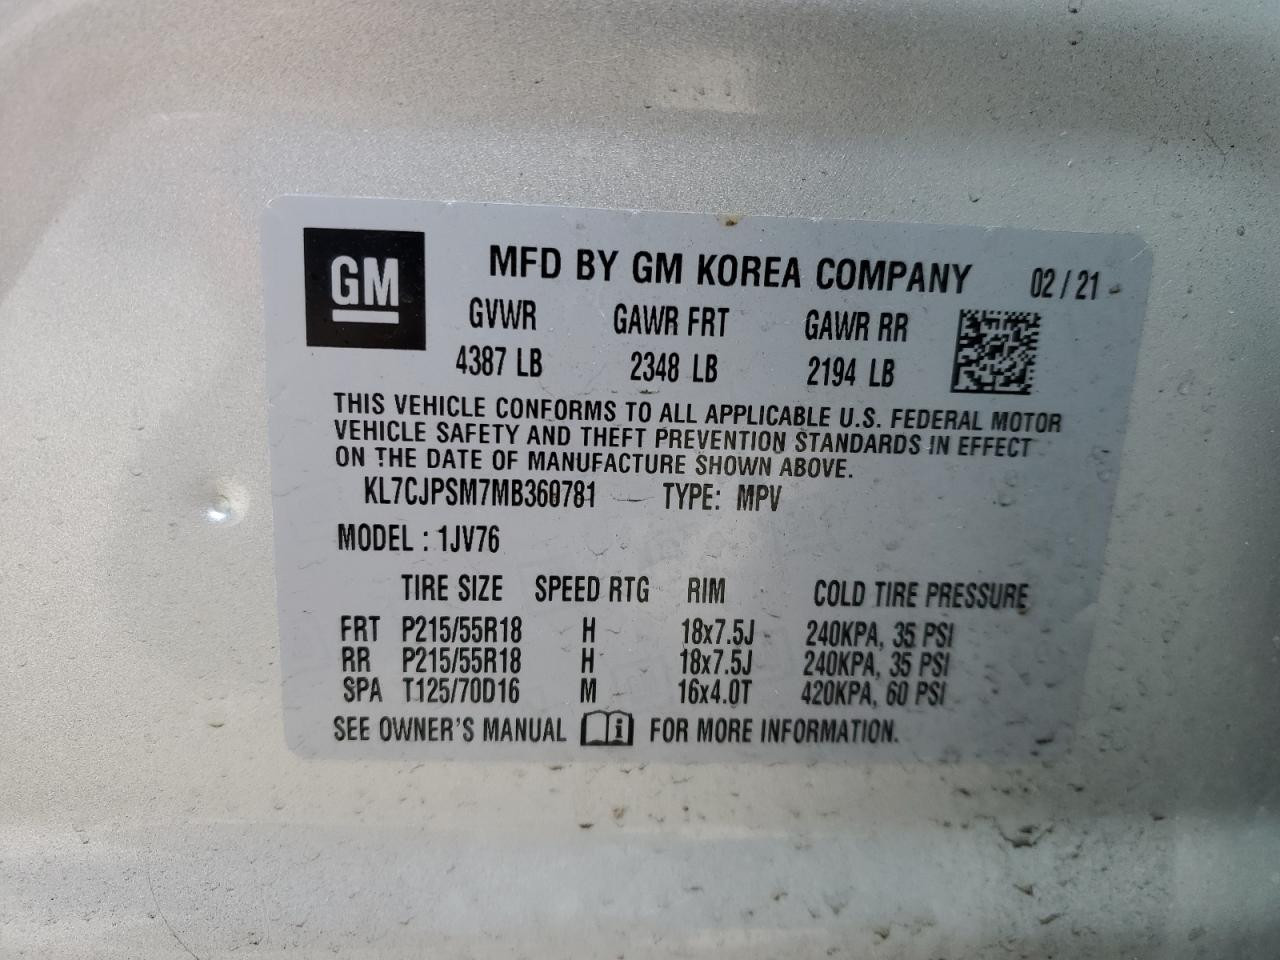 GM
MFD BY GM KOREA COMPANY 02/21
GVWR GAWR FRT GAWR RR
4387 LB 2348 LB 2194 LB
THIS VEHICLE CONFORMS TO ALL APPLICABLE U.S. FEDERAL MOTOR
VEHICLE SAFETY AND THEFT PREVENTION STANDARDS IN EFFECT
ON THE DATE OF MANUFACTURE SHOWN ABOVE.
KL7CJPSM7MB360781 TYPE: MPV
MODEL : 1JV76
TIRE SIZE SPEED RTG RIM COLD TIRE PRESSURE
FRT P215/55R18 H 18x7.5J 240KPA, 35 PSI
RR P215/55R18 H 18x7.5J 240KPA, 35 PSI
SPA T125/70D16 M 16x4.0T 420KPA, 60 PSI
SEE OWNER'S MANUAL i FOR MORE INFORMATION.